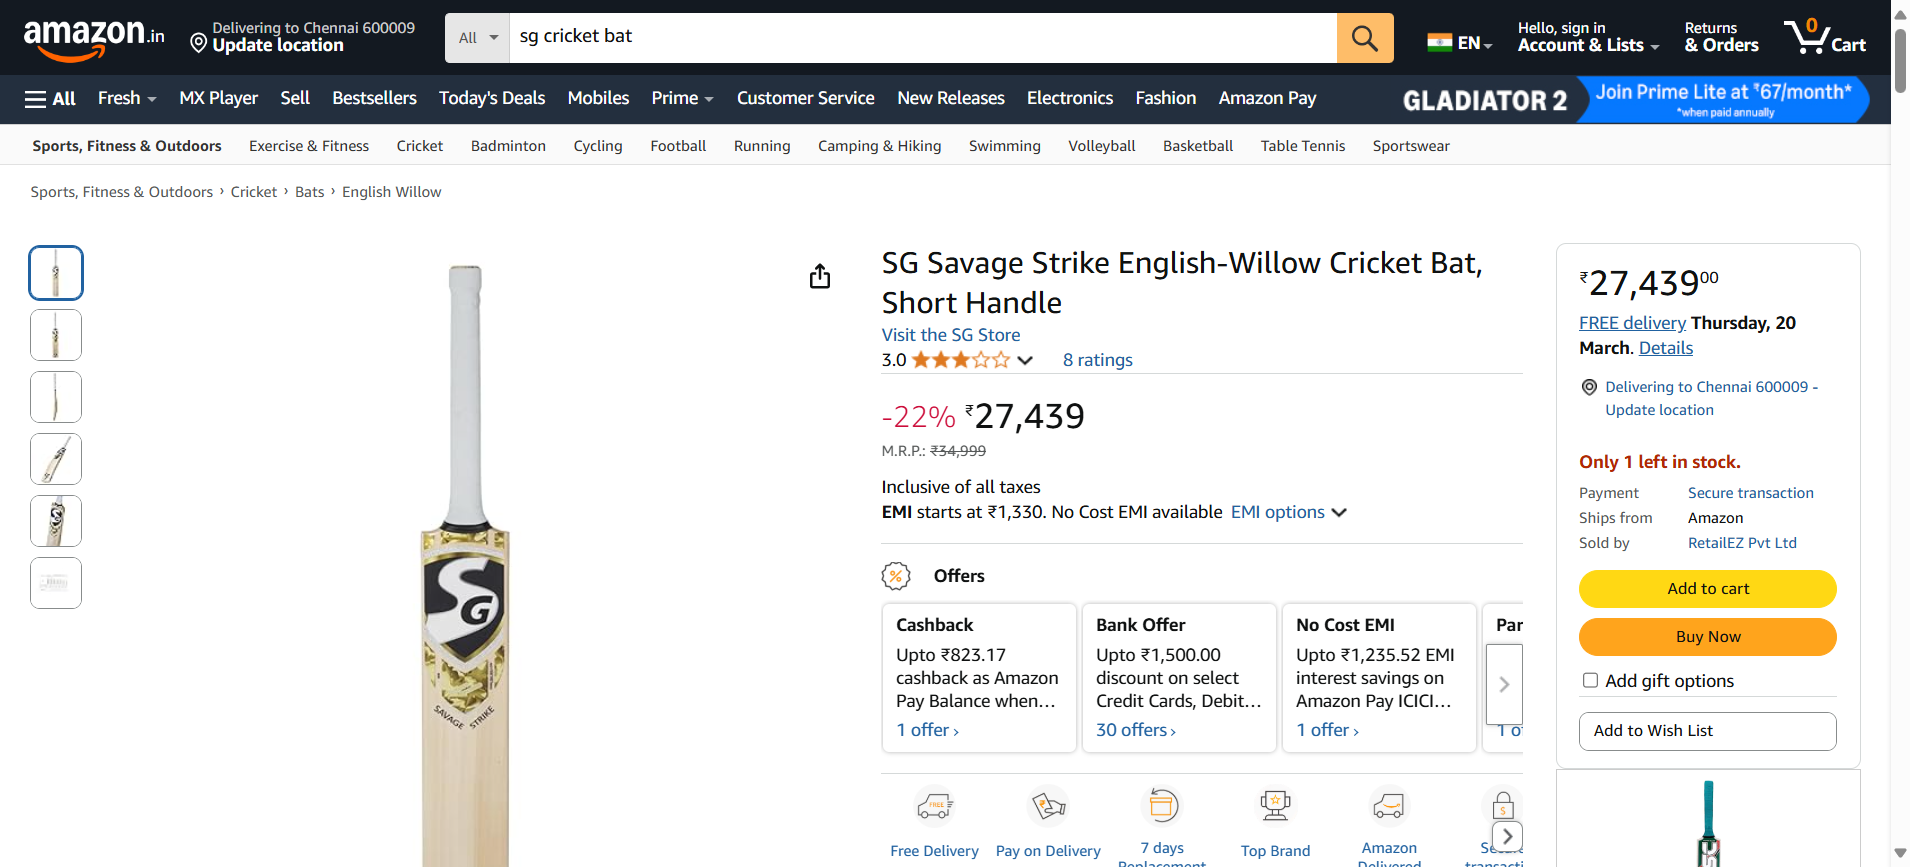 amazon.in
Delivering to Chennai 600009
Update location
All
sg cricket bat
EN
Hello, sign in
Account & Lists
Returns
& Orders
0
Cart
All
Fresh
MX Player
Sell
Bestsellers
Today's Deals
Mobiles
Prime
Customer Service
New Releases
Electronics
Fashion
Amazon Pay
GLADIATOR 2
Join Prime Lite at ₹67/month*
*when paid annually
Sports, Fitness & Outdoors
Exercise & Fitness
Cricket
Badminton
Cycling
Football
Running
Camping & Hiking
Swimming
Volleyball
Basketball
Table Tennis
Sportswear
Sports, Fitness & Outdoors › Cricket › Bats › English Willow
SG
SAVAGE STRIKE
SG Savage Strike English-Willow Cricket Bat,
Short Handle
Visit the SG Store
3.0
8 ratings
-22% ₹27,439
M.R.P.: ₹34,999
Inclusive of all taxes
EMI starts at ₹1,330. No Cost EMI available EMI options
% Offers
Cashback
Upto ₹823.17
cashback as Amazon
Pay Balance when…
1 offer ›
Bank Offer
Upto ₹1,500.00
discount on select
Credit Cards, Debit…
30 offers ›
No Cost EMI
Upto ₹1,235.52 EMI
interest savings on
Amazon Pay ICICI…
1 offer ›
Par
1 o
FREE
Free Delivery
Pay on Delivery
7 days
Replacement
Top Brand
Amazon
Delivered
₹27,43900
FREE delivery Thursday, 20
March. Details
Delivering to Chennai 600009 -
Update location
Only 1 left in stock.
Payment Secure transaction
Ships from Amazon
Sold by RetailEZ Pvt Ltd
Add to cart
Buy Now
Add gift options
Add to Wish List